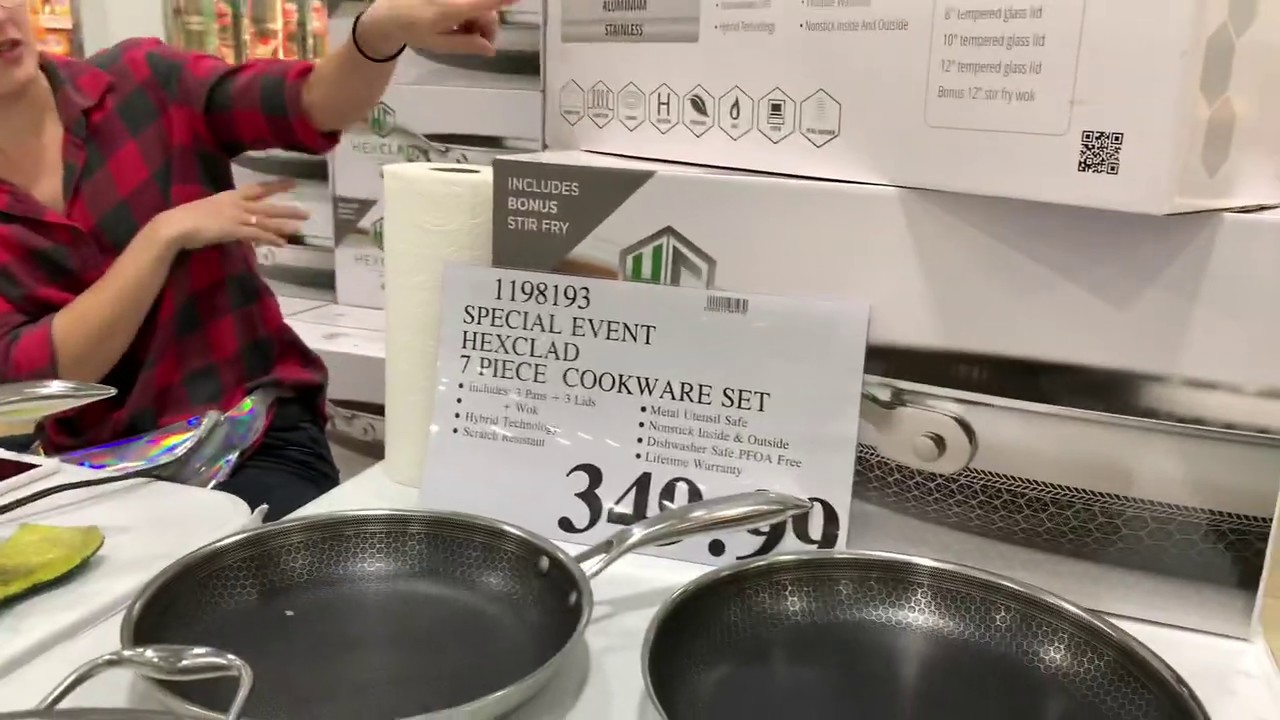 ALUMINUM
STAINLESS
• Hybrid Technology
• Nonstick Inside And Outside
8" tempered glass lid
10" tempered glass lid
12" tempered glass lid
Bonus 12" stir fry wok
HEXCLAD
INCLUDES
BONUS
STIR FRY
1198193
SPECIAL EVENT
HEXCLAD
7 PIECE COOKWARE SET
• Includes: 3 Pans + 3 Lids
• + Wok
• Hybrid Technology
• Scratch Resistant
• Metal Utensil Safe
• Nonstick Inside & Outside
• Dishwasher Safe.PFOA Free
• Lifetime Warranty
349.99